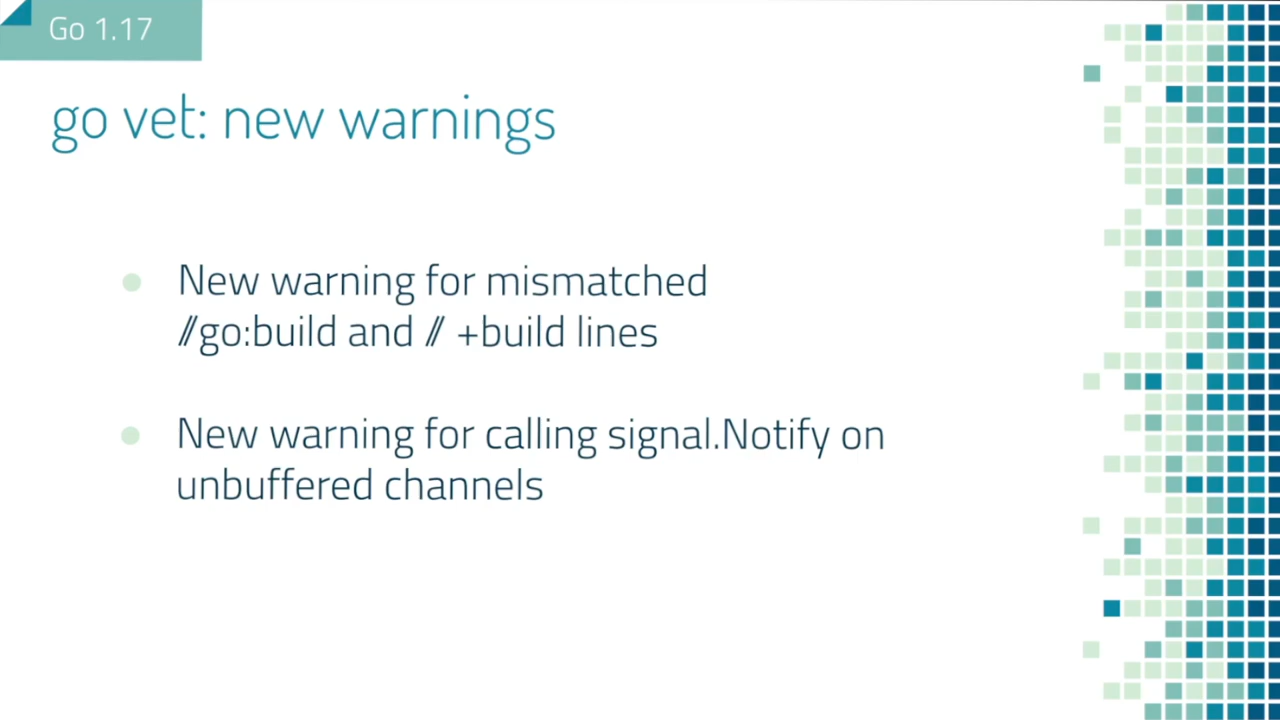 Go 1.17
go vet: new warnings
New warning for mismatched
//go:build and // +build lines
New warning for calling signal.Notify on
unbuffered channels